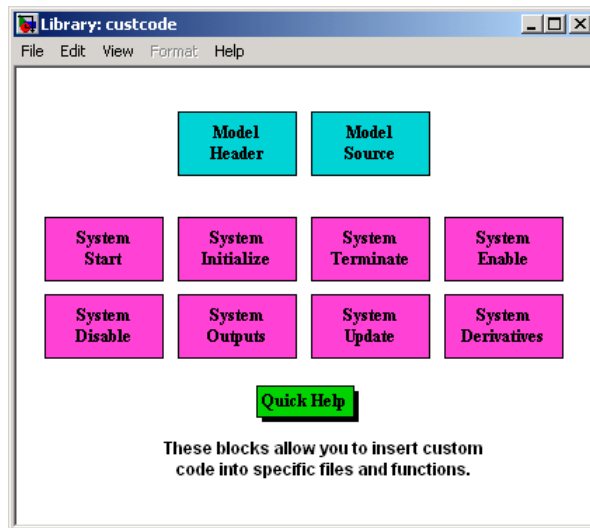 Library: custcode
File Edit View Format Help
Model Header
Model Source
System Start
System Initialize
System Terminate
System Enable
System Disable
System Outputs
System Update
System Derivatives
Quick Help
These blocks allow you to insert custom
code into specific files and functions.